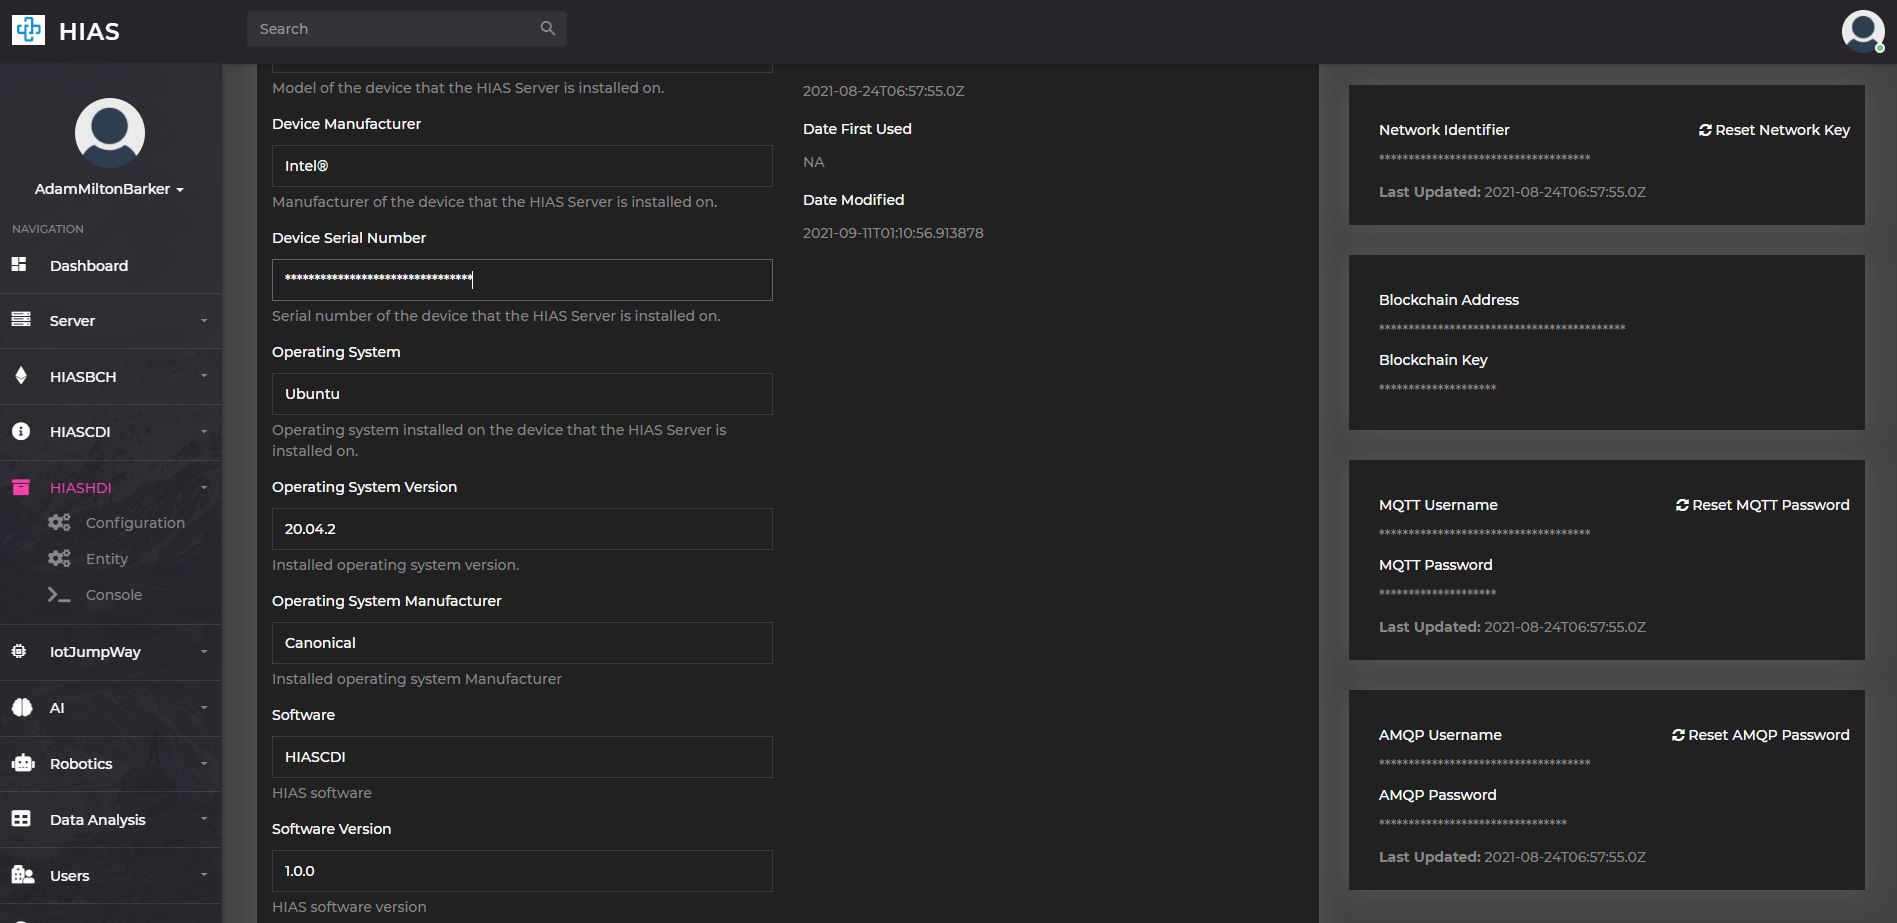 HIAS
Search
AdamMiltonBarker
NAVIGATION
Dashboard
Server
HIASBCH
HIASCDI
HIASHDI
Configuration
Entity
Console
IotJumpWay
AI
Robotics
Data Analysis
Users
Model of the device that the HIAS Server is installed on.
Device Manufacturer
Intel®
Manufacturer of the device that the HIAS Server is installed on.
Device Serial Number
********************************
Serial number of the device that the HIAS Server is installed on.
Operating System
Ubuntu
Operating system installed on the device that the HIAS Server is
installed on.
Operating System Version
20.04.2
Installed operating system version.
Operating System Manufacturer
Canonical
Installed operating system Manufacturer
Software
HIASCDI
HIAS software
Software Version
1.0.0
HIAS software version
2021-08-24T06:57:55.0Z
Date First Used
NA
Date Modified
2021-09-11T01:10:56.913878
Network Identifier Reset Network Key
************************************
Last Updated: 2021-08-24T06:57:55.0Z
Blockchain Address
******************************************
Blockchain Key
********************
MQTT Username Reset MQTT Password
************************************
MQTT Password
********************
Last Updated: 2021-08-24T06:57:55.0Z
AMQP Username Reset AMQP Password
************************************
AMQP Password
********************************
Last Updated: 2021-08-24T06:57:55.0Z